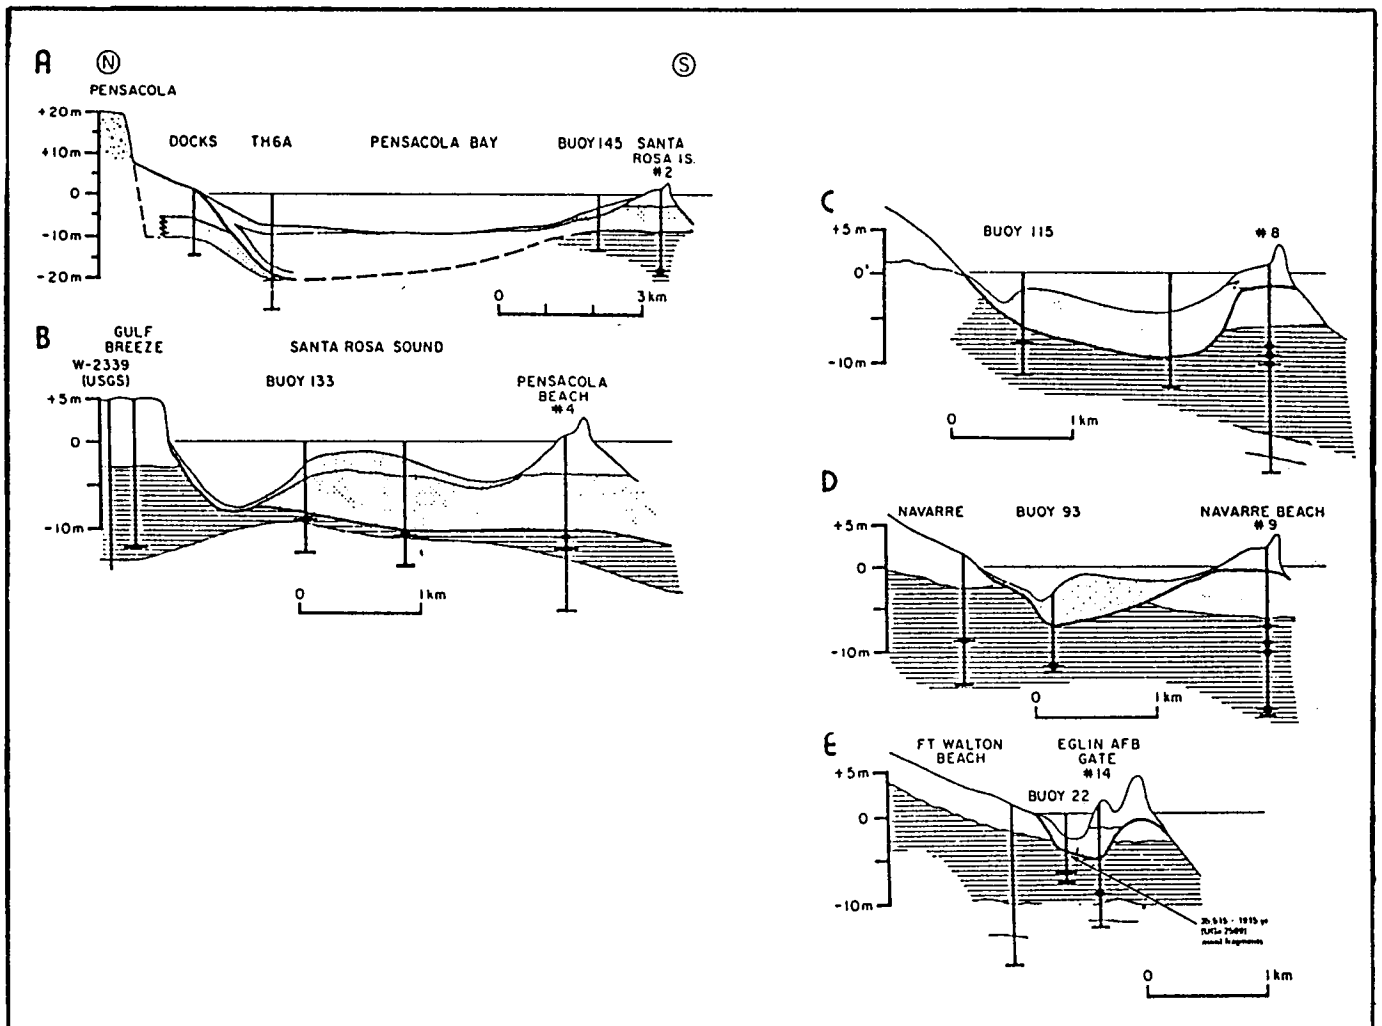 A
N
S
PENSACOLA
+20m
+10m
0
-10m
-20m
DOCKS
TH6A
PENSACOLA BAY
BUOY 145
SANTA
ROSA IS.
#2
0
3 km
B
GULF
BREEZE
W-2339
(USGS)
SANTA ROSA SOUND
BUOY 133
PENSACOLA
BEACH
#4
+5m
0
-10m
0
1 km
C
BUOY 115
#8
+5m
0
-10m
0
1 km
D
NAVARRE
BUOY 93
NAVARRE BEACH
#9
+5m
0
-10m
0
1 km
E
FT WALTON
BEACH
EGLIN AFB
GATE
#14
BUOY 22
+5m
0
-10m
fragments
0
1 km